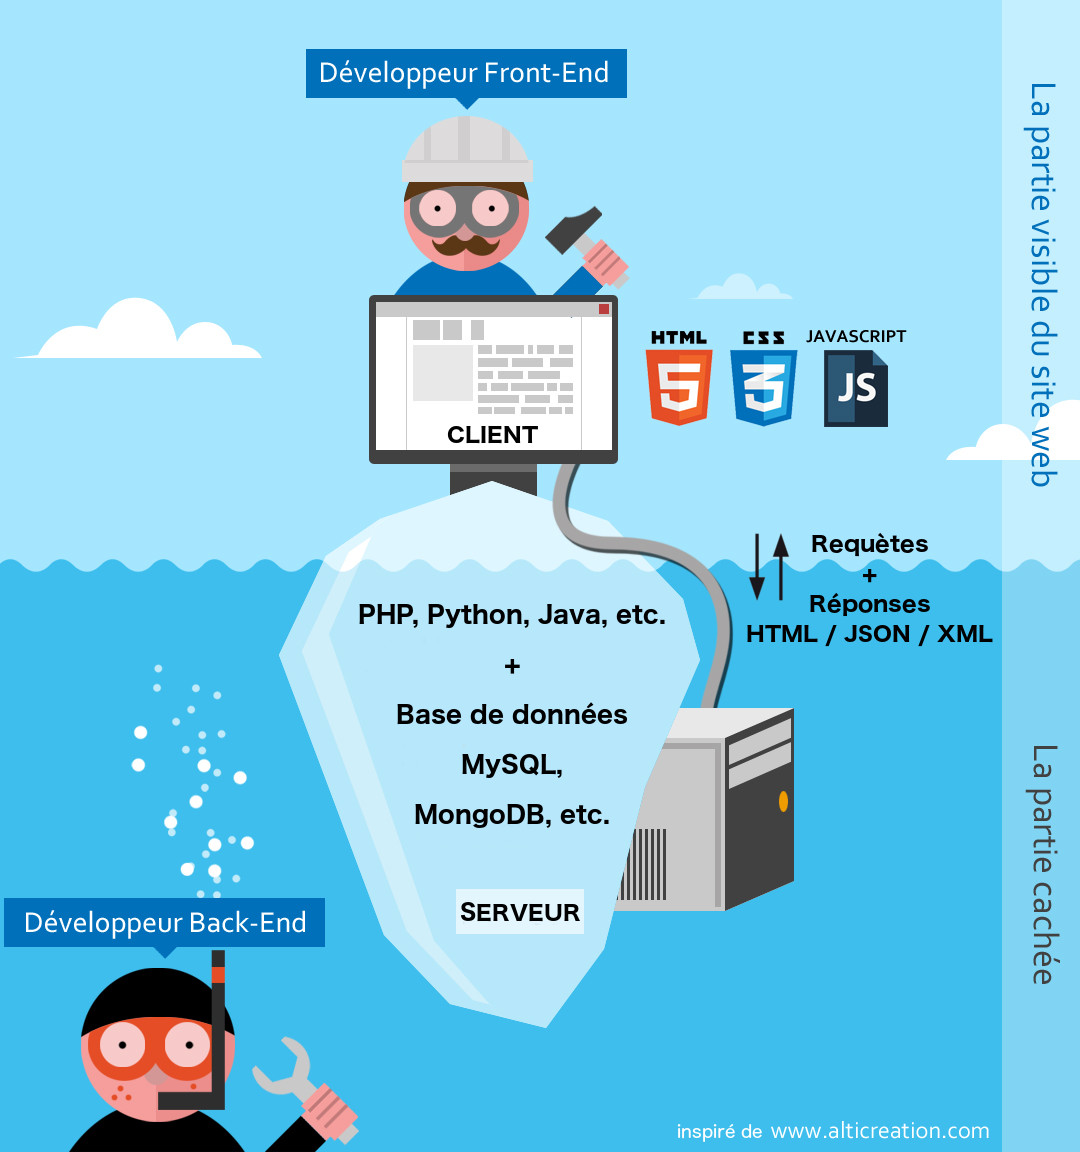 Développeur Front-End
La partie visible du site web
HTML
CSS
JAVASCRIPT
5
3
JS
CLIENT
Requètes
+
Réponses
HTML / JSON / XML
PHP, Python, Java, etc.
+
Base de données
MySQL,
MongoDB, etc.
SERVEUR
La partie cachée
Développeur Back-End
inspiré de www.alticreation.com